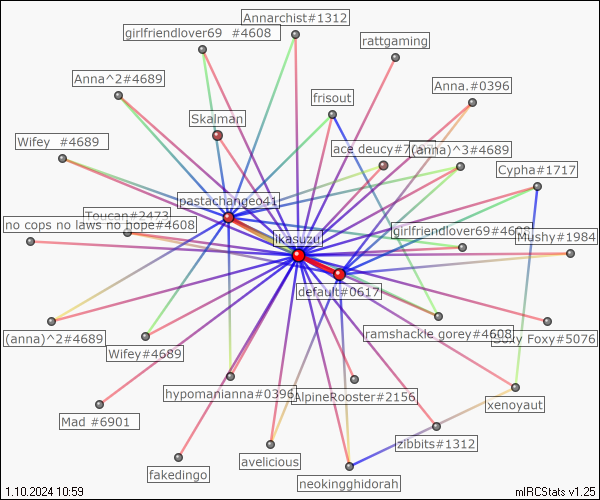 Annarchist#1312
girlfriendlover69 #4608
rattgaming
Anna^2#4689
Anna.#0396
frisout
Skalman
Wifey #4689
ace deucy#7
(anna)^3#4689
Cypha#1717
pastachangeo41
Toucan#2473
no cops no laws no hope#4608
ikasuzu
girlfriendlover69#4608
Mushy#1984
default#0617
(anna)^2#4689
ramshackle gorey#4608
Foxy#5076
Wifey#4689
hypomanianna#0396
AlpineRooster#2156
xenoyaut
Mad #6901
zibbits#1312
avelicious
fakedingo
neokingghidorah
1.10.2024 10:59
mIRCStats v1.25